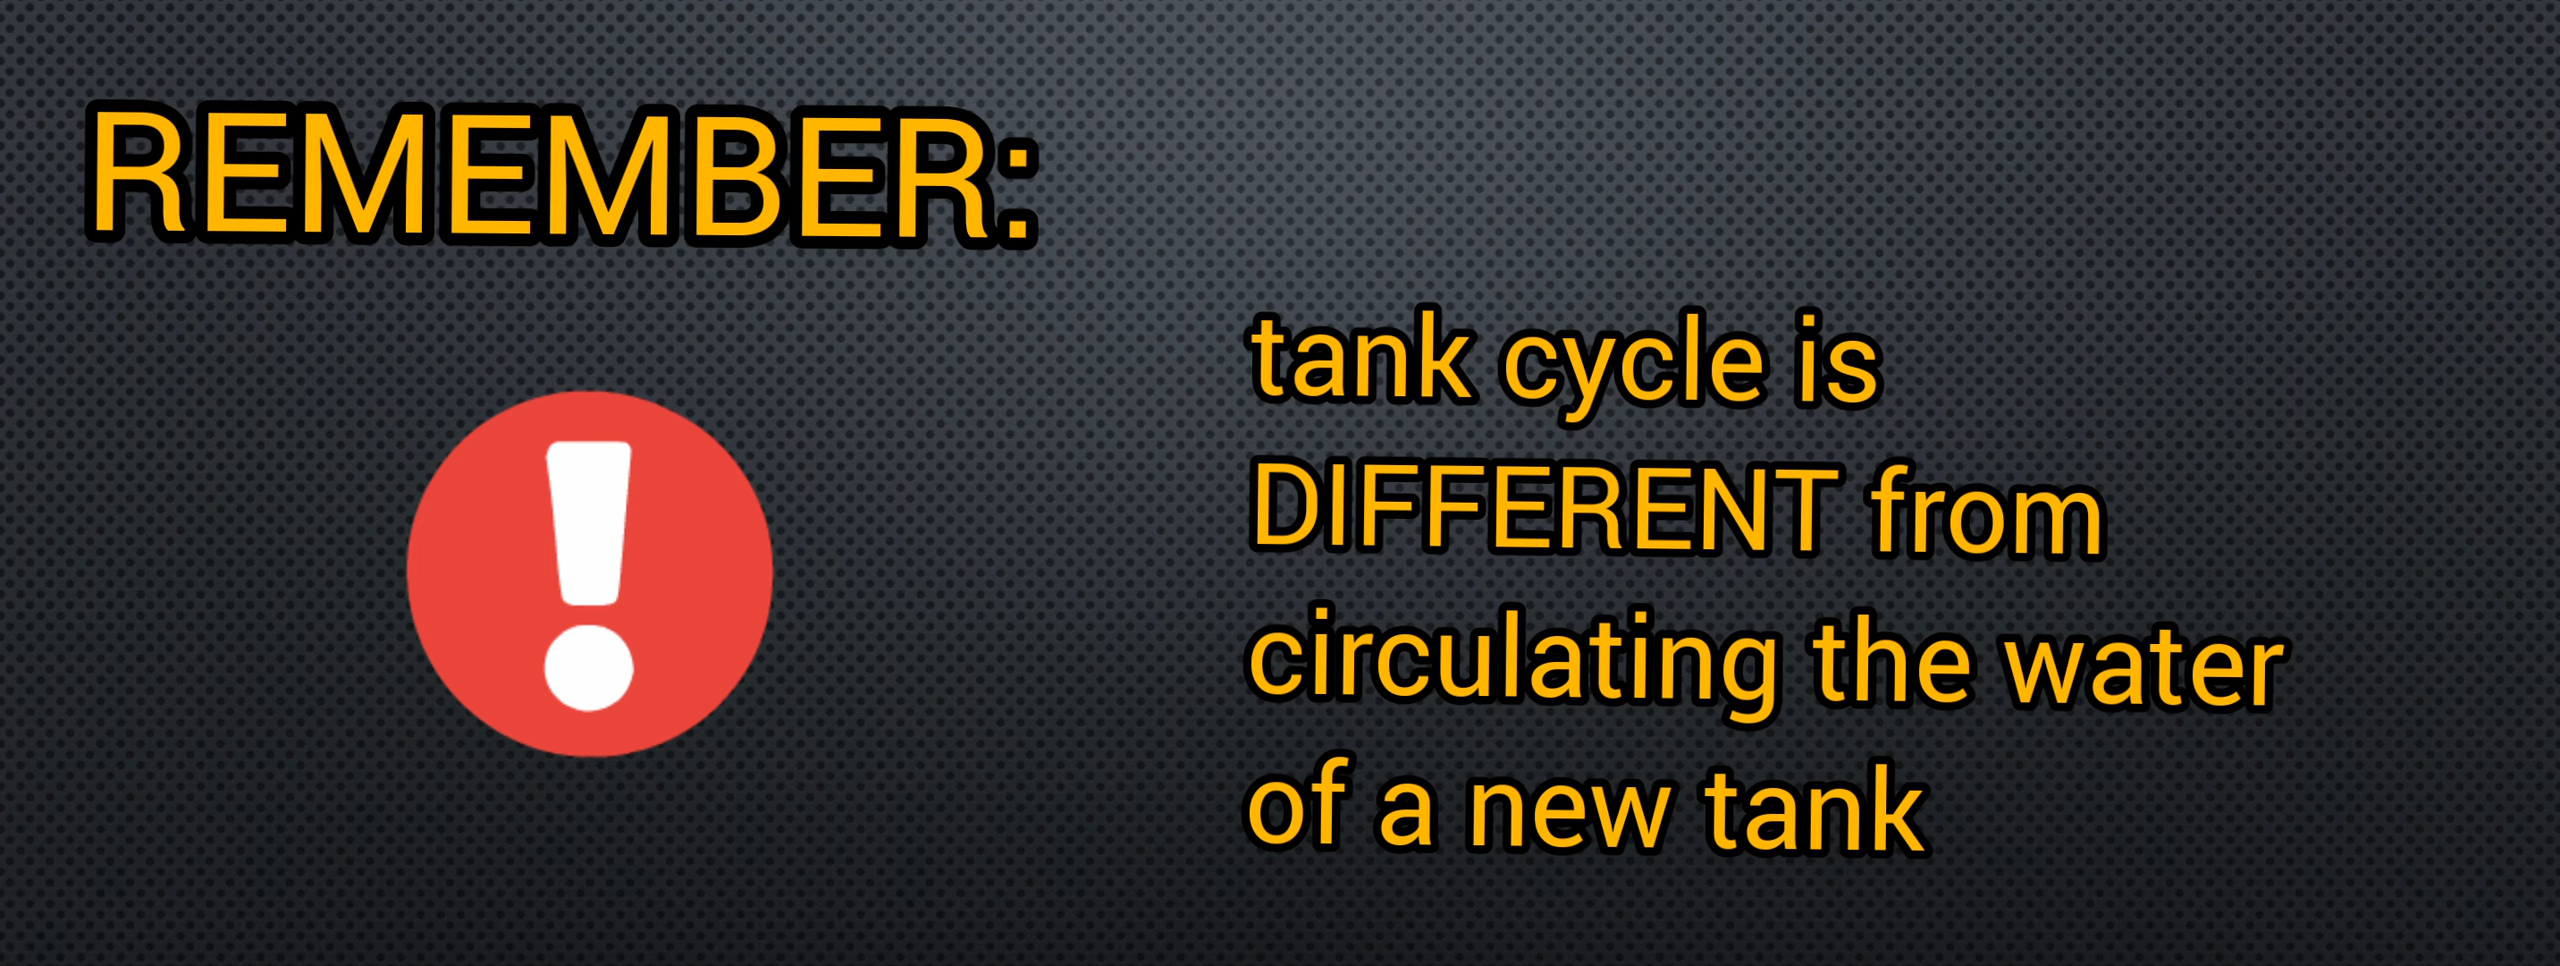 REMEMBER:
tank cycle is
DIFFERENT from
circulating the water
of a new tank